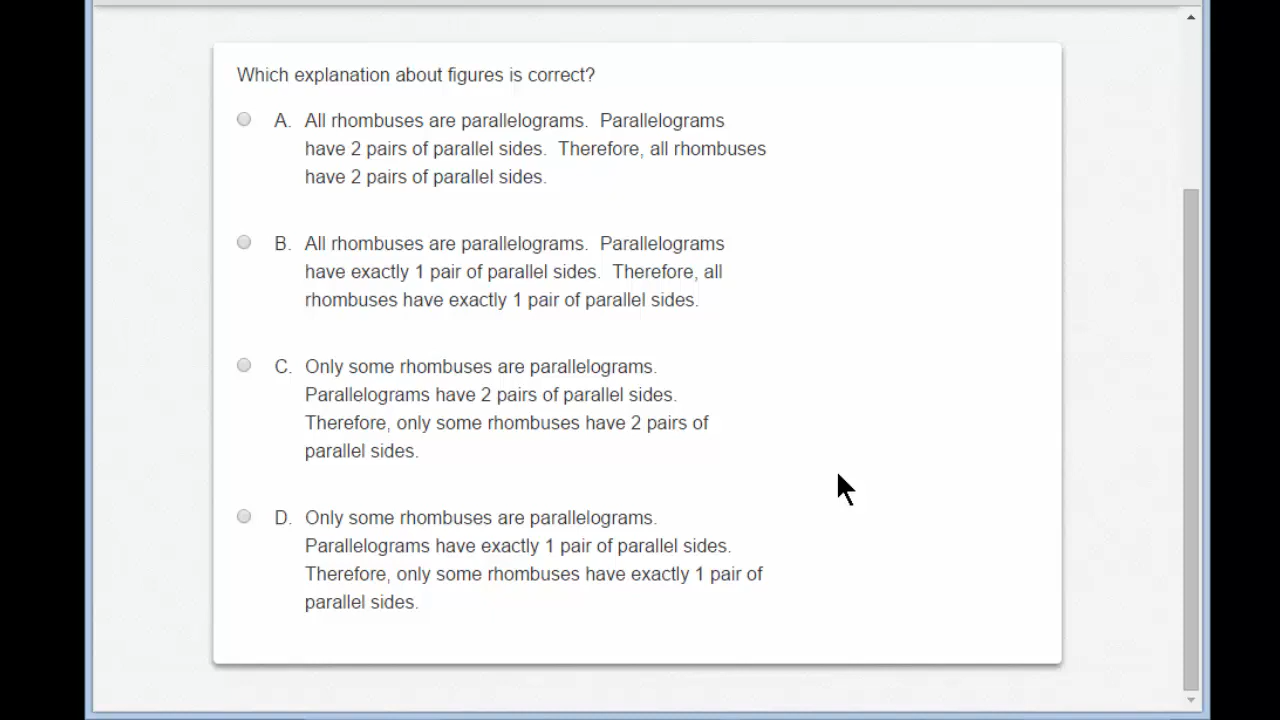 Which explanation about figures is correct?
A. All rhombuses are parallelograms. Parallelograms
have 2 pairs of parallel sides. Therefore, all rhombuses
have 2 pairs of parallel sides.
B. All rhombuses are parallelograms. Parallelograms
have exactly 1 pair of parallel sides. Therefore, all
rhombuses have exactly 1 pair of parallel sides.
C. Only some rhombuses are parallelograms.
Parallelograms have 2 pairs of parallel sides.
Therefore, only some rhombuses have 2 pairs of
parallel sides.
D. Only some rhombuses are parallelograms.
Parallelograms have exactly 1 pair of parallel sides.
Therefore, only some rhombuses have exactly 1 pair of
parallel sides.